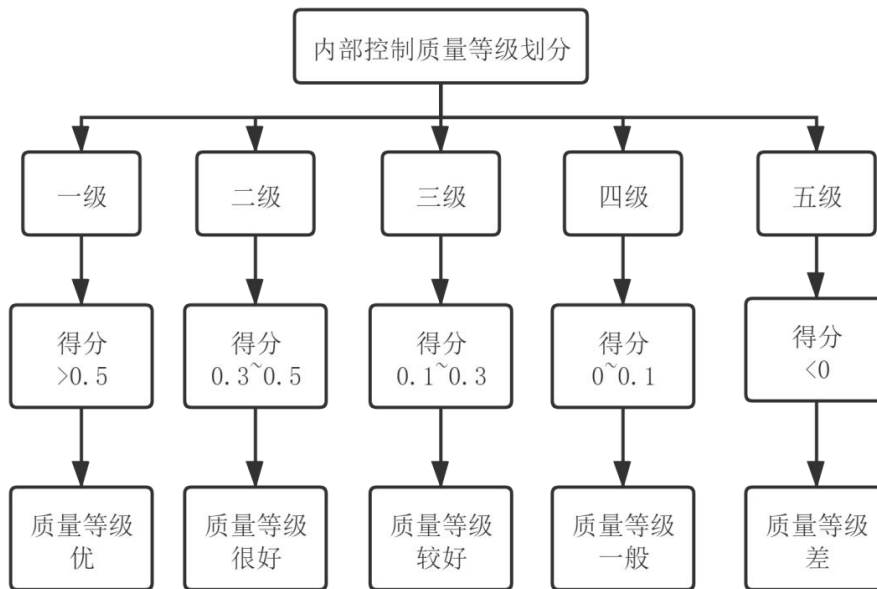 内部控制质量等级划分
一级
二级
三级
四级
五级
得分
>0.5
得分
0.3~0.5
得分
0.1~0.3
得分
0~0.1
得分
<0
质量等级
优
质量等级
很好
质量等级
较好
质量等级
一般
质量等级
差